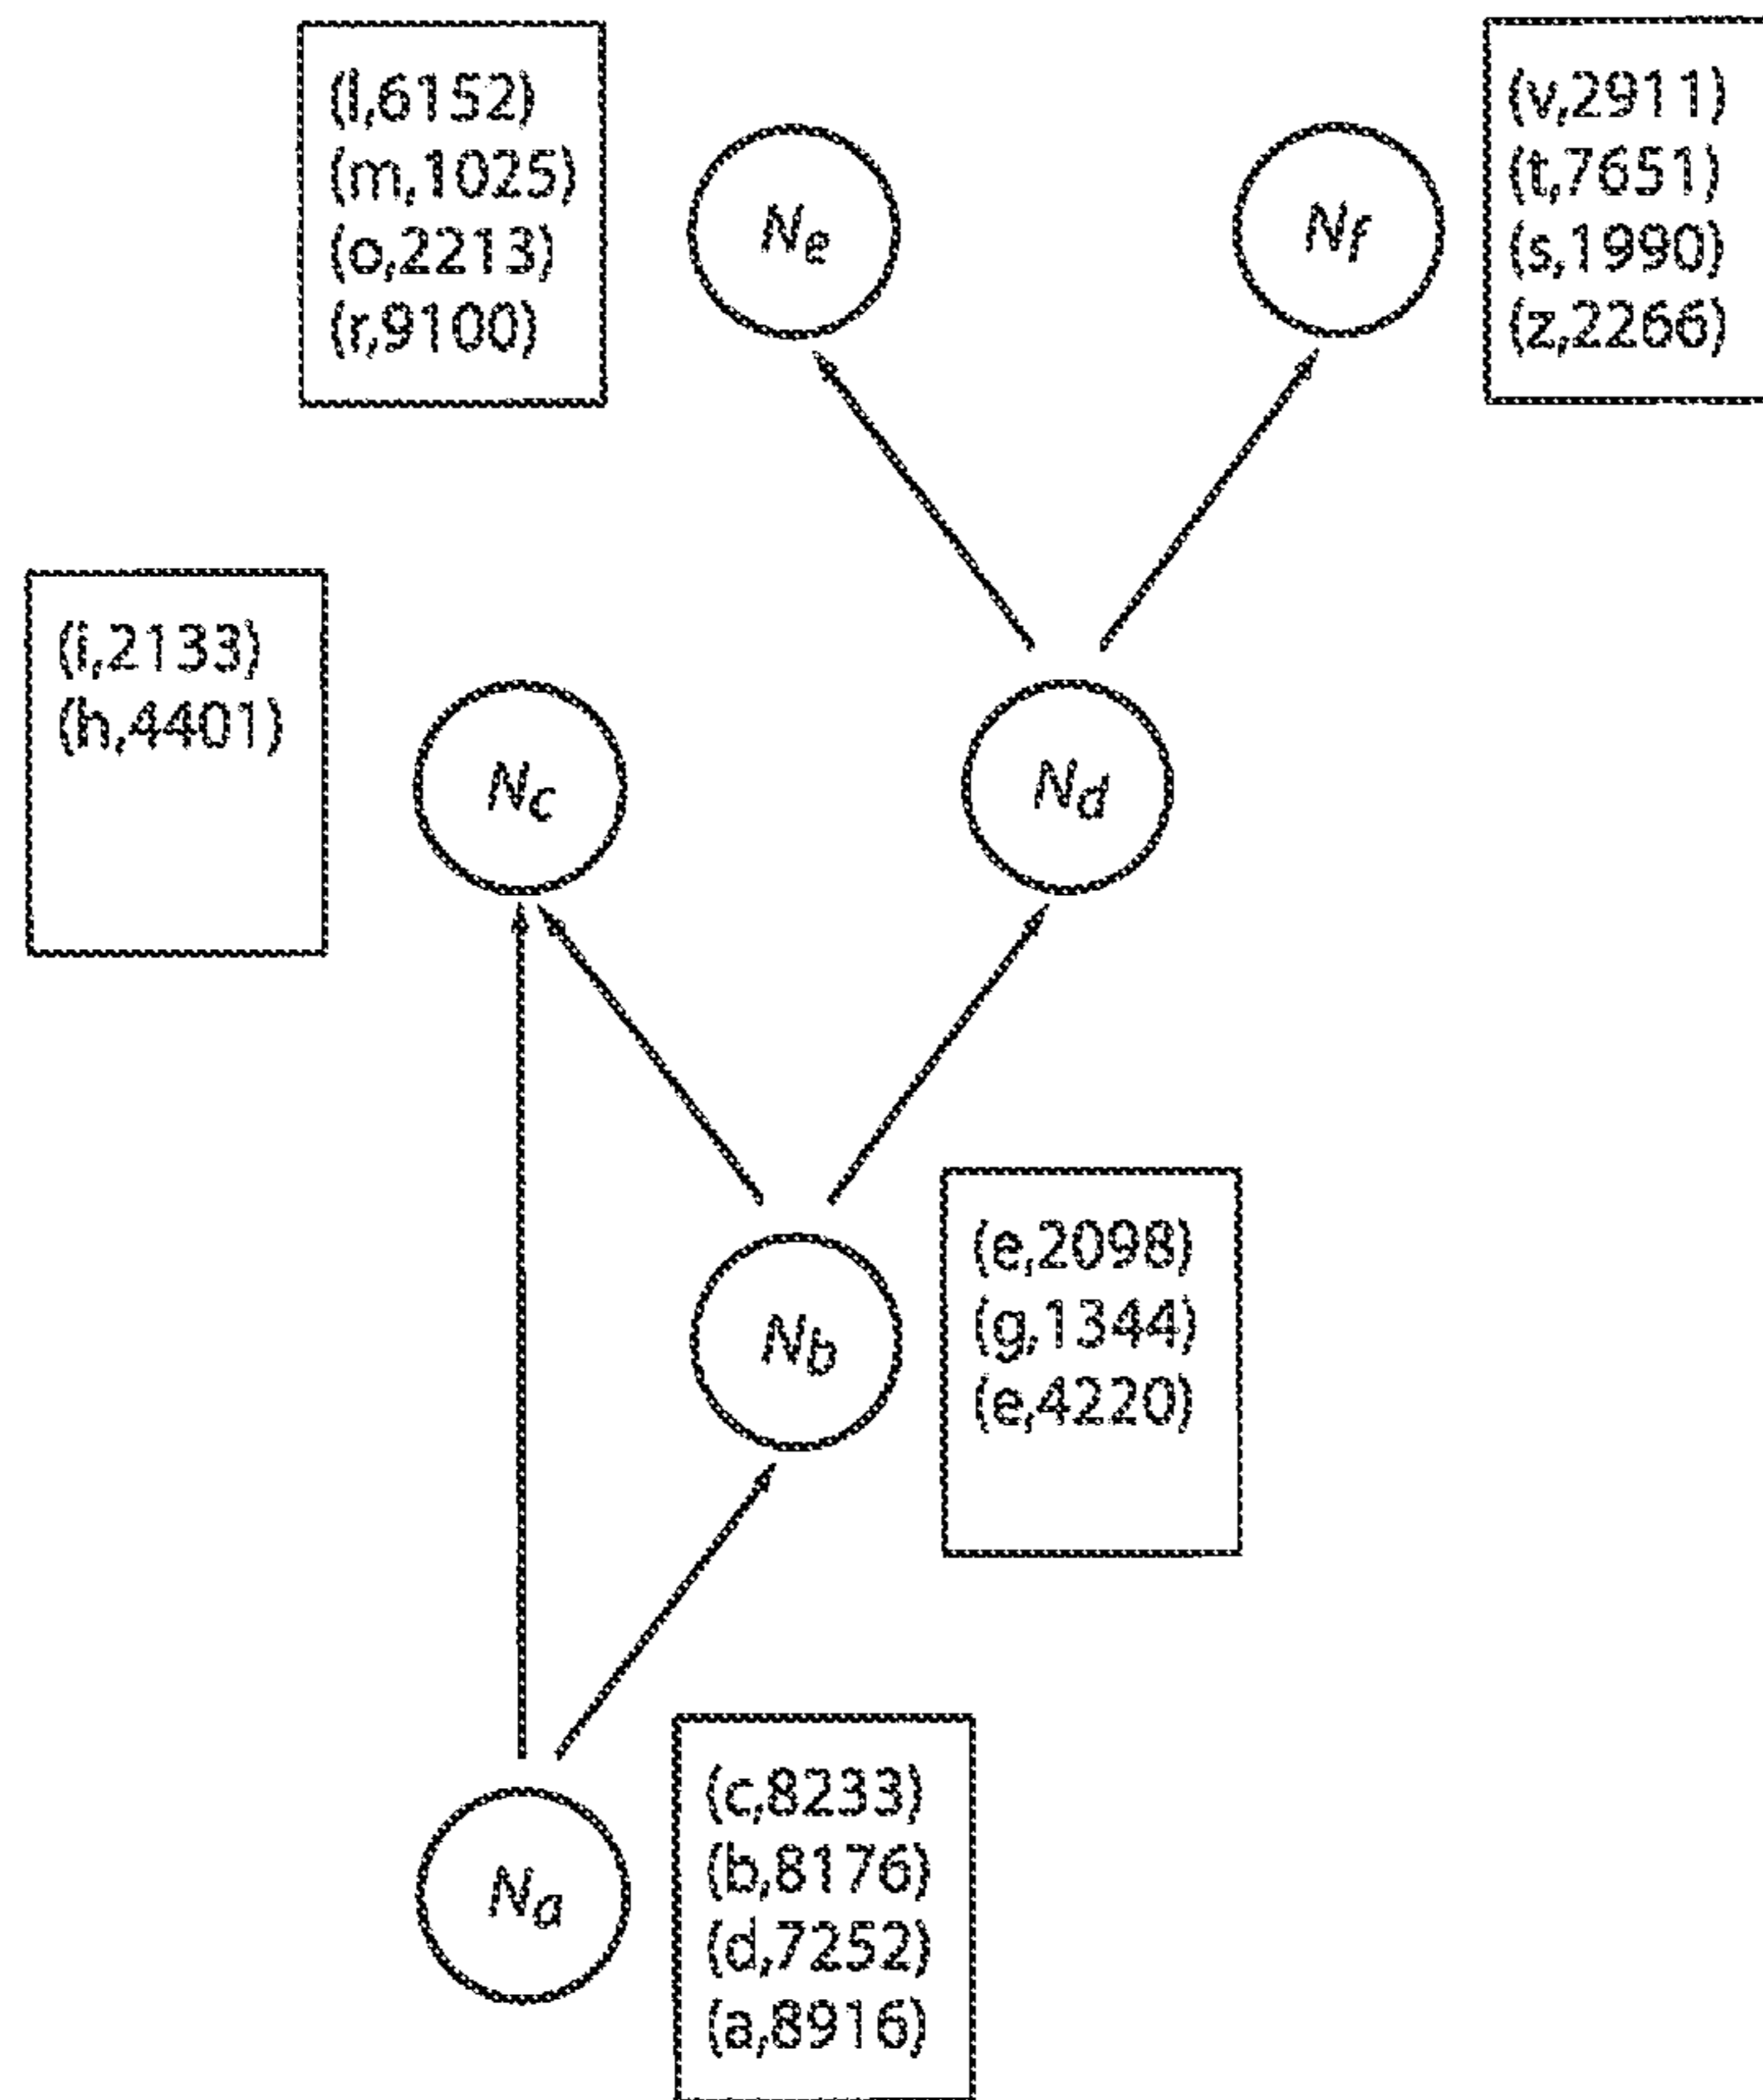 (l,6152)
(m,1025)
(o,2213)
(r,9100)
Ne
Nf
(v,2911)
(t,7651)
(s,1990)
(z,2266)
(i,2133)
(h,4401)
Nc
Nd
Nb
(e,2098)
(g,1344)
(e,4220)
Na
(c,8233)
(b,8176)
(d,7252)
(a,8916)